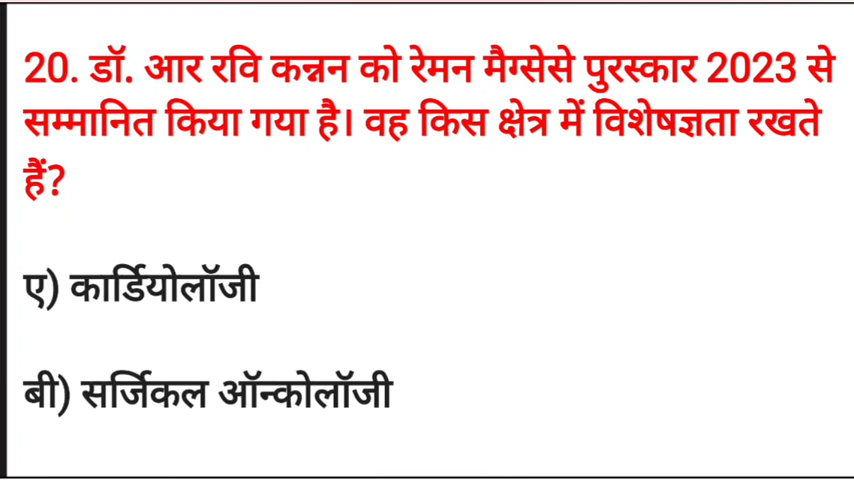 20. डॉ. आर रवि कन्नन को रेमन मैग्सेसे पुरस्कार 2023 से
सम्मानित किया गया है। वह किस क्षेत्र में विशेषज्ञता रखते
हैं?
ए) कार्डियोलॉजी
बी) सर्जिकल ऑन्कोलॉजी